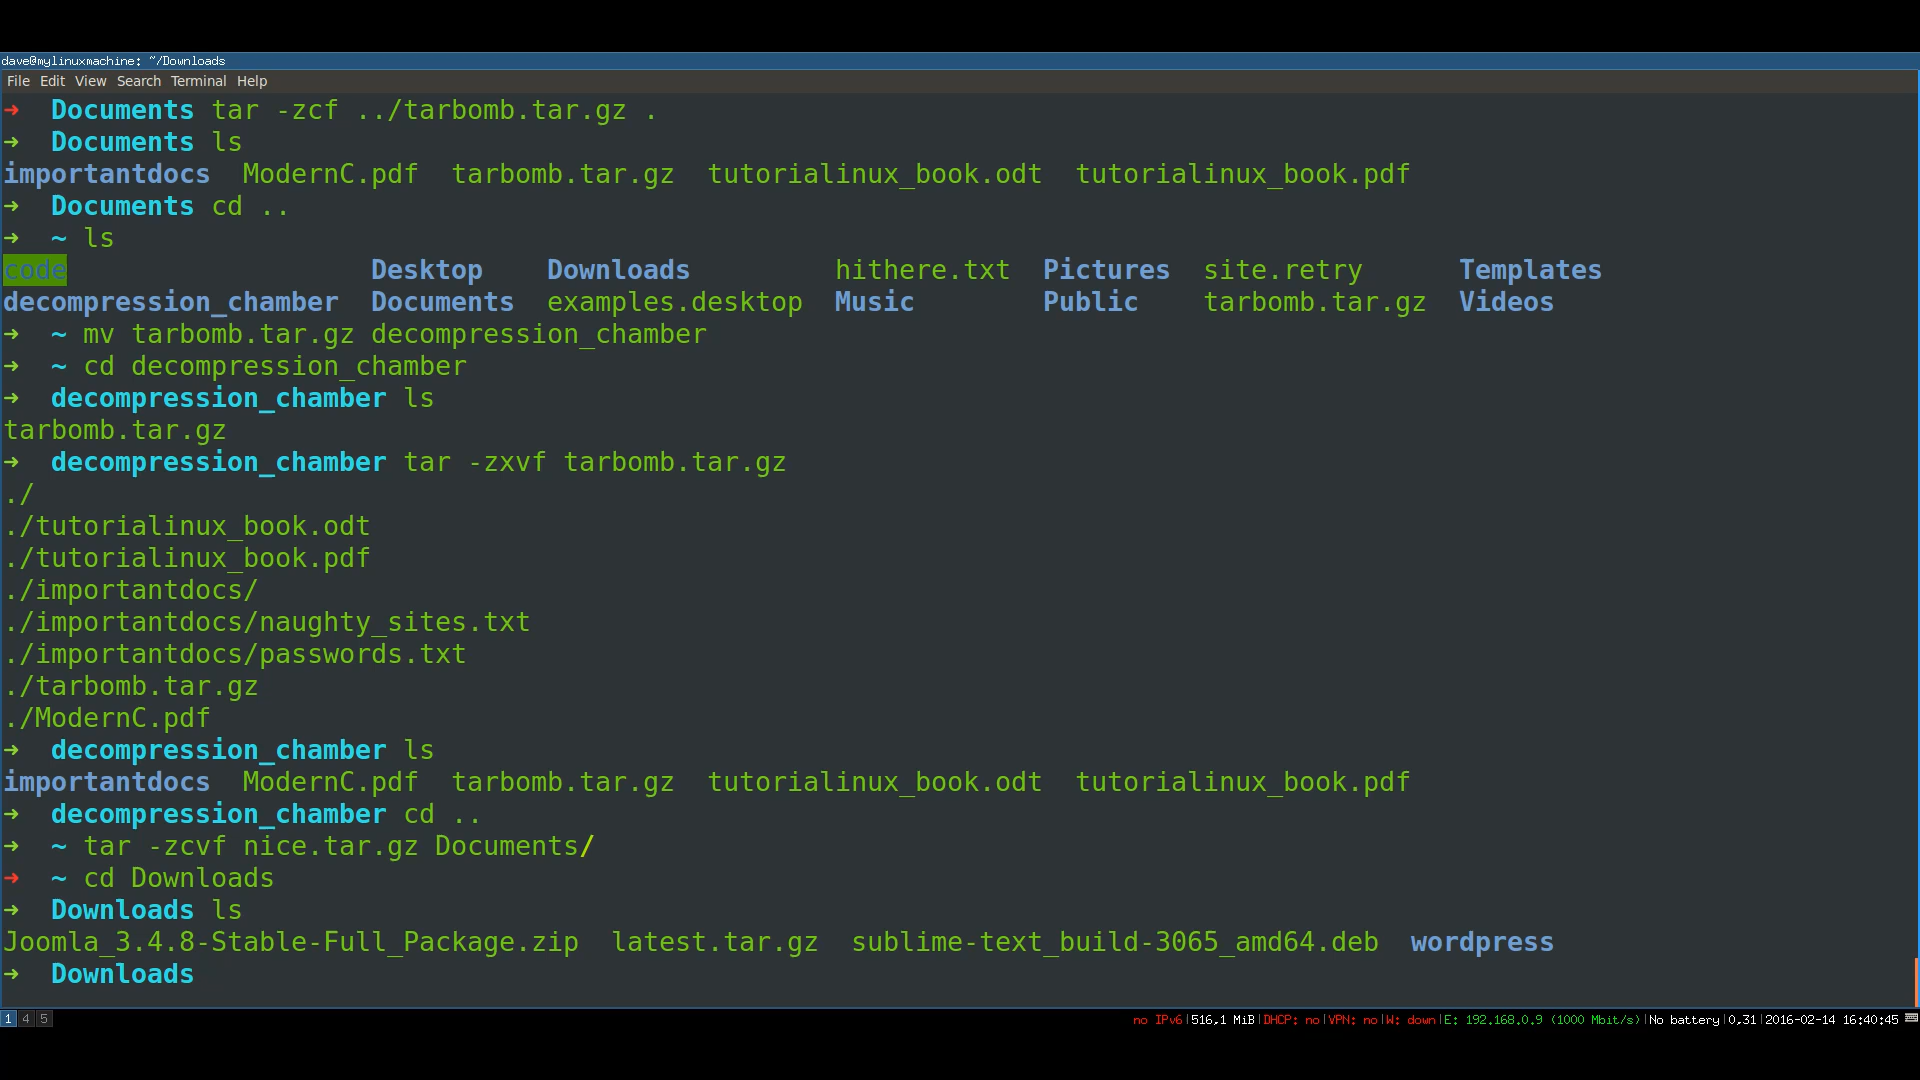 dave@mylinuxmachine: ~/Downloads
File Edit View Search Terminal Help
➜  Documents tar -zcf ../tarbomb.tar.gz .
➜  Documents ls
importantdocs  ModernC.pdf  tarbomb.tar.gz  tutorialinux_book.odt  tutorialinux_book.pdf
➜  Documents cd ..
➜  ~ ls
code                   Desktop    Downloads         hithere.txt  Pictures  site.retry      Templates
decompression_chamber  Documents  examples.desktop  Music        Public    tarbomb.tar.gz  Videos
➜  ~ mv tarbomb.tar.gz decompression_chamber
➜  ~ cd decompression_chamber
➜  decompression_chamber ls
tarbomb.tar.gz
➜  decompression_chamber tar -zxvf tarbomb.tar.gz
./
./tutorialinux_book.odt
./tutorialinux_book.pdf
./importantdocs/
./importantdocs/naughty_sites.txt
./importantdocs/passwords.txt
./tarbomb.tar.gz
./ModernC.pdf
➜  decompression_chamber ls
importantdocs  ModernC.pdf  tarbomb.tar.gz  tutorialinux_book.odt  tutorialinux_book.pdf
➜  decompression_chamber cd ..
➜  ~ tar -zcvf nice.tar.gz Documents/
➜  ~ cd Downloads
➜  Downloads ls
Joomla_3.4.8-Stable-Full_Package.zip  latest.tar.gz  sublime-text_build-3065_amd64.deb  wordpress
➜  Downloads
1 4 5 no IPv6|516,1 MiB|DHCP: no|VPN: no|W: down|E: 192.168.0.9 (1000 Mbit/s)|No battery|0,31|2016-02-14 16:40:45